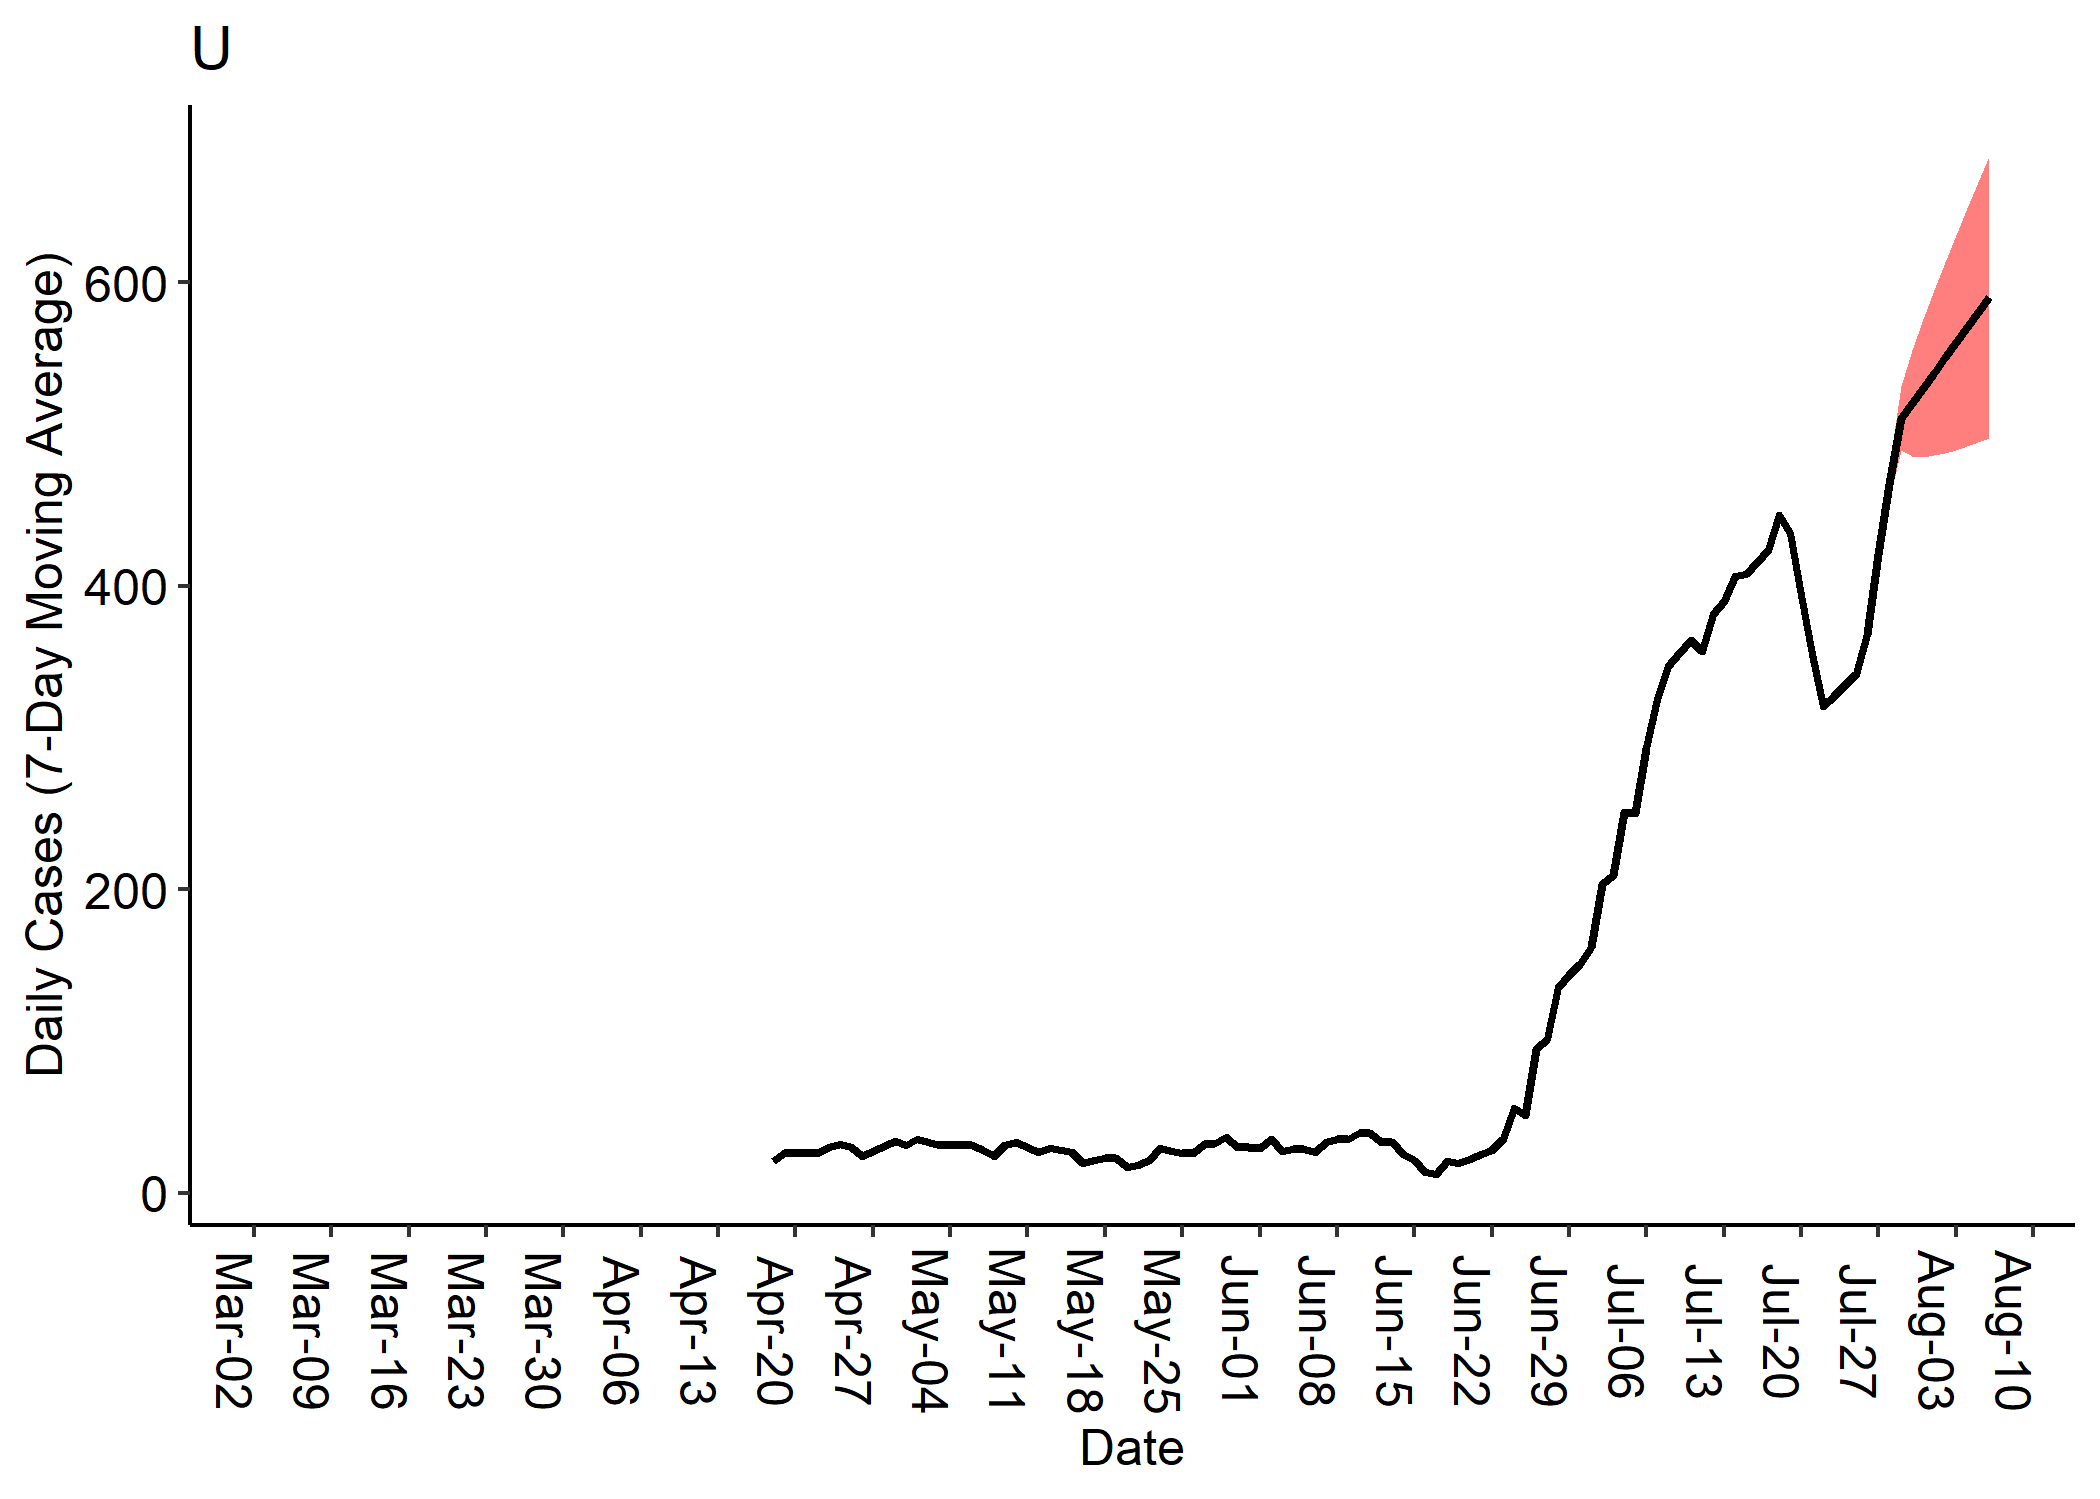 U
Daily Cases (7-Day Moving Average)
600
400
200
0
Mar-02
Mar-09
Mar-16
Mar-23
Mar-30
Apr-06
Apr-13
Apr-20
Apr-27
May-04
May-11
May-18
May-25
Jun-01
Jun-08
Jun-15
Jun-22
Jun-29
Jul-06
Jul-13
Jul-20
Jul-27
Aug-03
Aug-10
Date